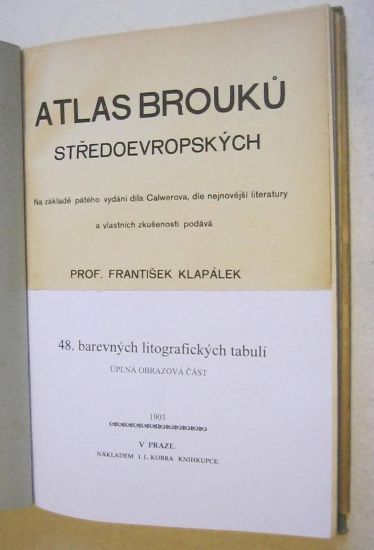 ATLAS BROUKŮ
STŘEDOEVROPSKÝCH
Na základě pátého vydání díla Calwerova, dle nejnovější literatury
a vlastních zkušeností podává
PROF. FRANTIŠEK KLAPÁLEK
48. barevných litografických tabulí
ÚPLNÁ OBRAZOVÁ ČÁST
1903
V PRAZE.
NÁKLADEM I. L. KOBRA KNIHKUPCE.